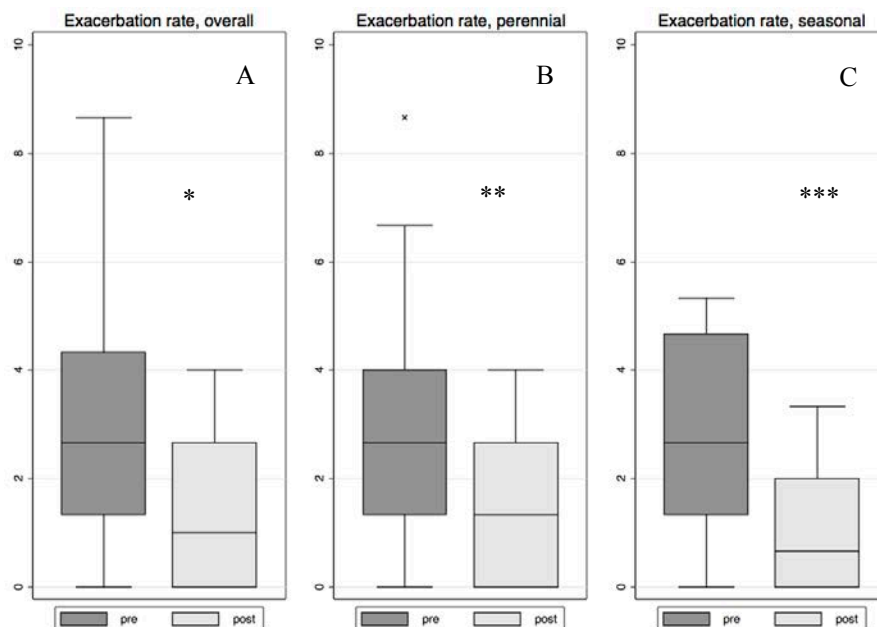 Exacerbation rate, overall
A
*
10
8
6
4
2
0
pre post
Exacerbation rate, perennial
B
**
10
8
6
4
2
0
pre post
Exacerbation rate, seasonal
C
***
10
8
6
4
2
0
pre post